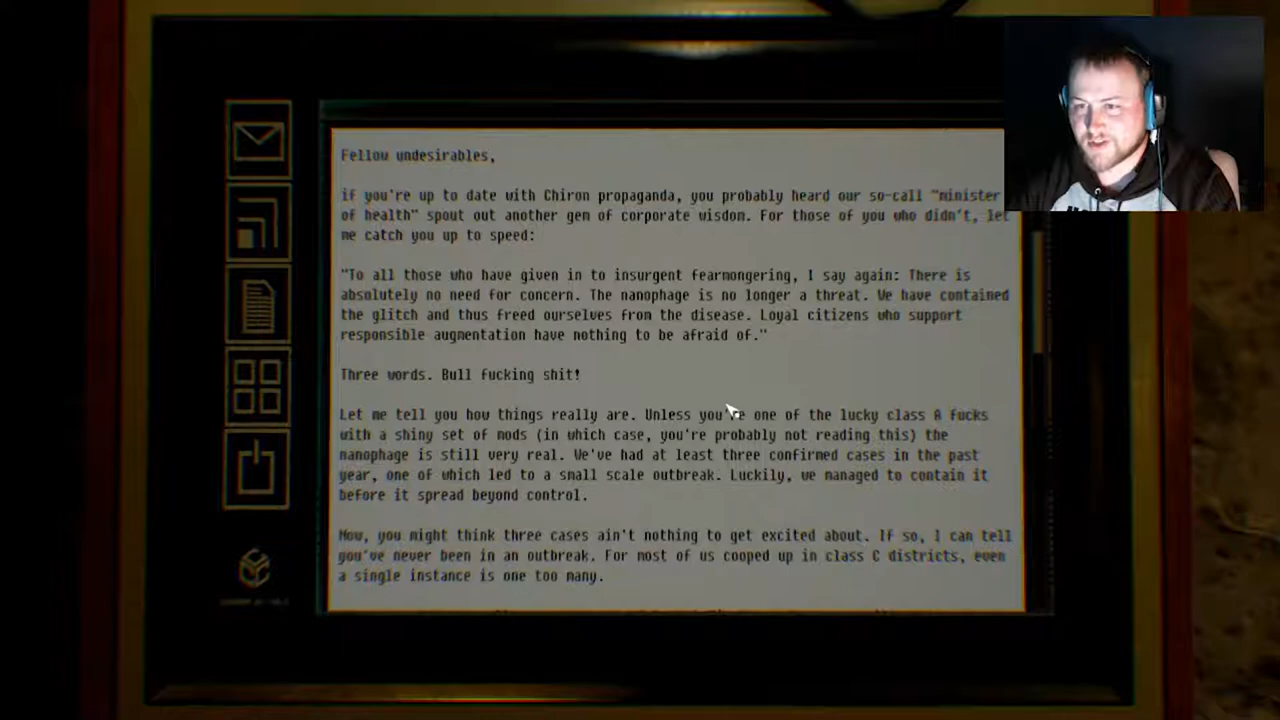 Fellow undesirables,
if you're up to date with Chiron propaganda, you probably heard our so-call "minister
of health" spout out another gem of corporate wisdom. For those of you who didn't, let
me catch you up to speed:
"To all those who have given in to insurgent fearmongering, I say again: There is
absolutely no need for concern. The nanophage is no longer a threat. We have contained
the glitch and thus freed ourselves from the disease. Loyal citizens who support
responsible augmentation have nothing to be afraid of."
Three words. Bull fucking shit!
Let me tell you how things really are. Unless you're one of the lucky class A fucks
with a shiny set of mods (in which case, you're probably not reading this) the
nanophage is still very real. We've had at least three confirmed cases in the past
year, one of which led to a small scale outbreak. Luckily, we managed to contain it
before it spread beyond control.
Now, you might think three cases ain't nothing to get excited about. If so, I can tell
you've never been in an outbreak. For most of us cooped up in class C districts, even
a single instance is one too many.